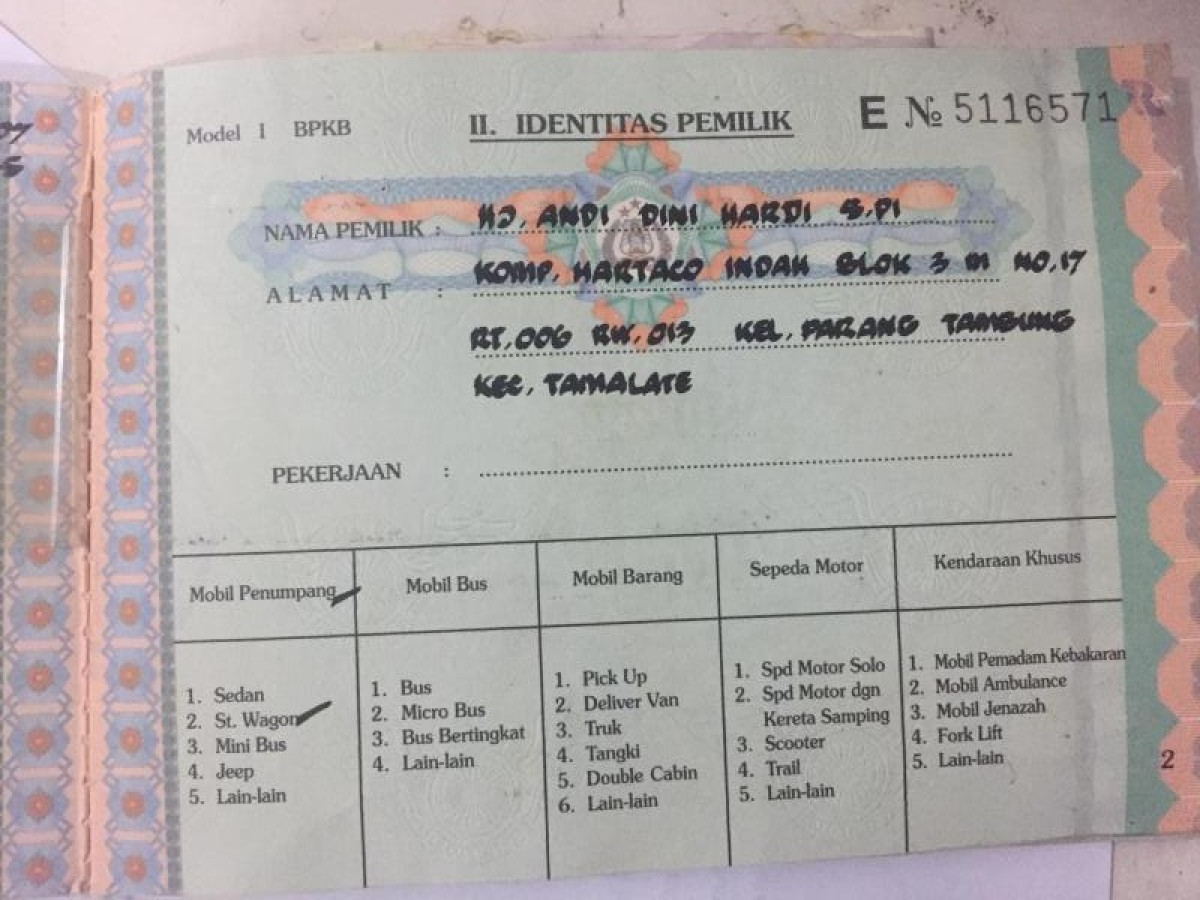 Model 1 BPKB
II. IDENTITAS PEMILIK
E № 5116571
NAMA PEMILIK : HJ, ANDI DINI HARDI S.PI
ALAMAT : KOMP, HARTACO INDAH BLOK 3 M NO,17
RT,006 RW,013 KEL, PARANG TAMBUNG
KEC, TAMALATE
PEKERJAAN :
Mobil Penumpang
1. Sedan
2. St. Wagon
3. Mini Bus
4. Jeep
5. Lain-lain
Mobil Bus
1. Bus
2. Micro Bus
3. Bus Bertingkat
4. Lain-lain
Mobil Barang
1. Pick Up
2. Deliver Van
3. Truk
4. Tangki
5. Double Cabin
6. Lain-lain
Sepeda Motor
1. Spd Motor Solo
2. Spd Motor dgn
Kereta Samping
3. Scooter
4. Trail
5. Lain-lain
Kendaraan Khusus
1. Mobil Pemadam Kebakaran
2. Mobil Ambulance
3. Mobil Jenazah
4. Fork Lift
5. Lain-lain
2